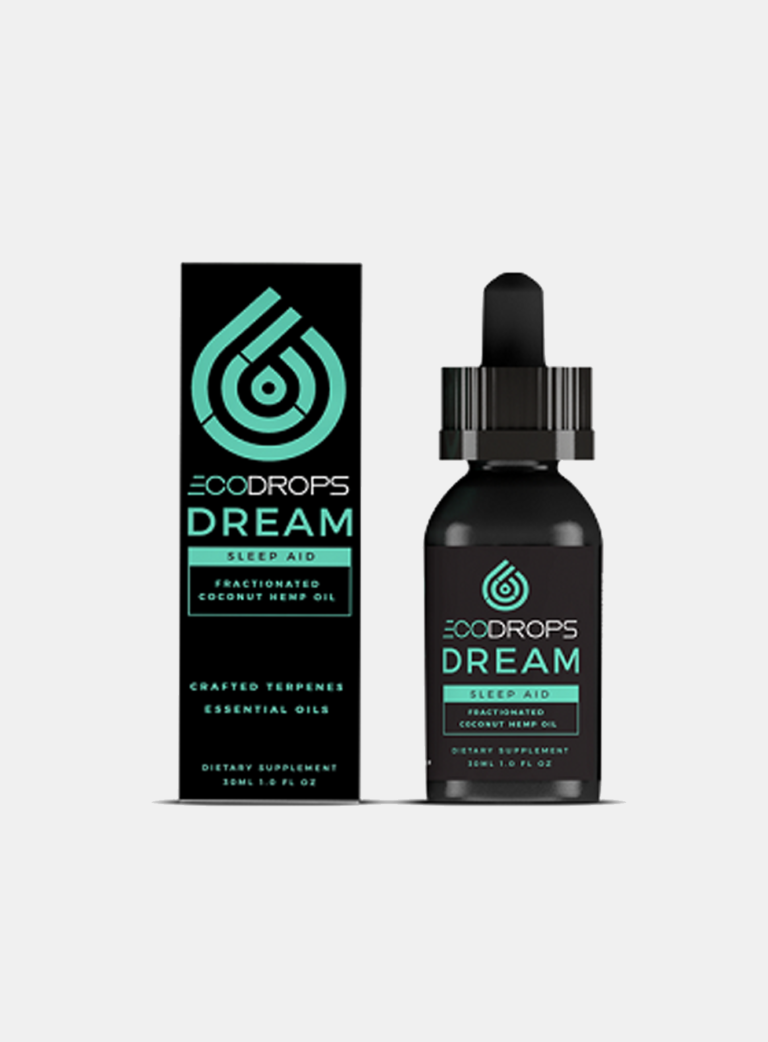 ECODROPS
DREAM
SLEEP AID
FRACTIONATED
COCONUT HEMP OIL
CRAFTED TERPENES
ESSENTIAL OILS
DIETARY SUPPLEMENT
30ML 1.0 FL OZ
ECODROPS
DREAM
SLEEP AID
FRACTIONATED
COCONUT HEMP OIL
DIETARY SUPPLEMENT
30ML 1.0 FL OZ